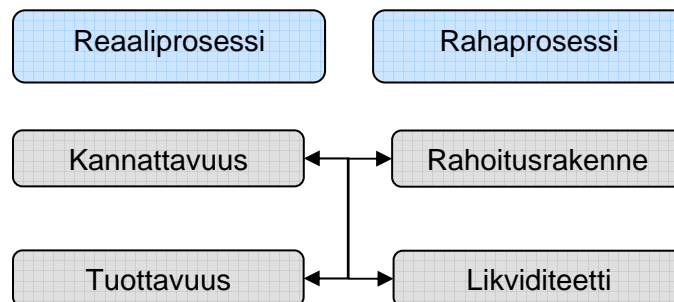 Reaaliprosessi
Rahaprosessi
Kannattavuus
Rahoitusrakenne
Tuottavuus
Likviditeetti